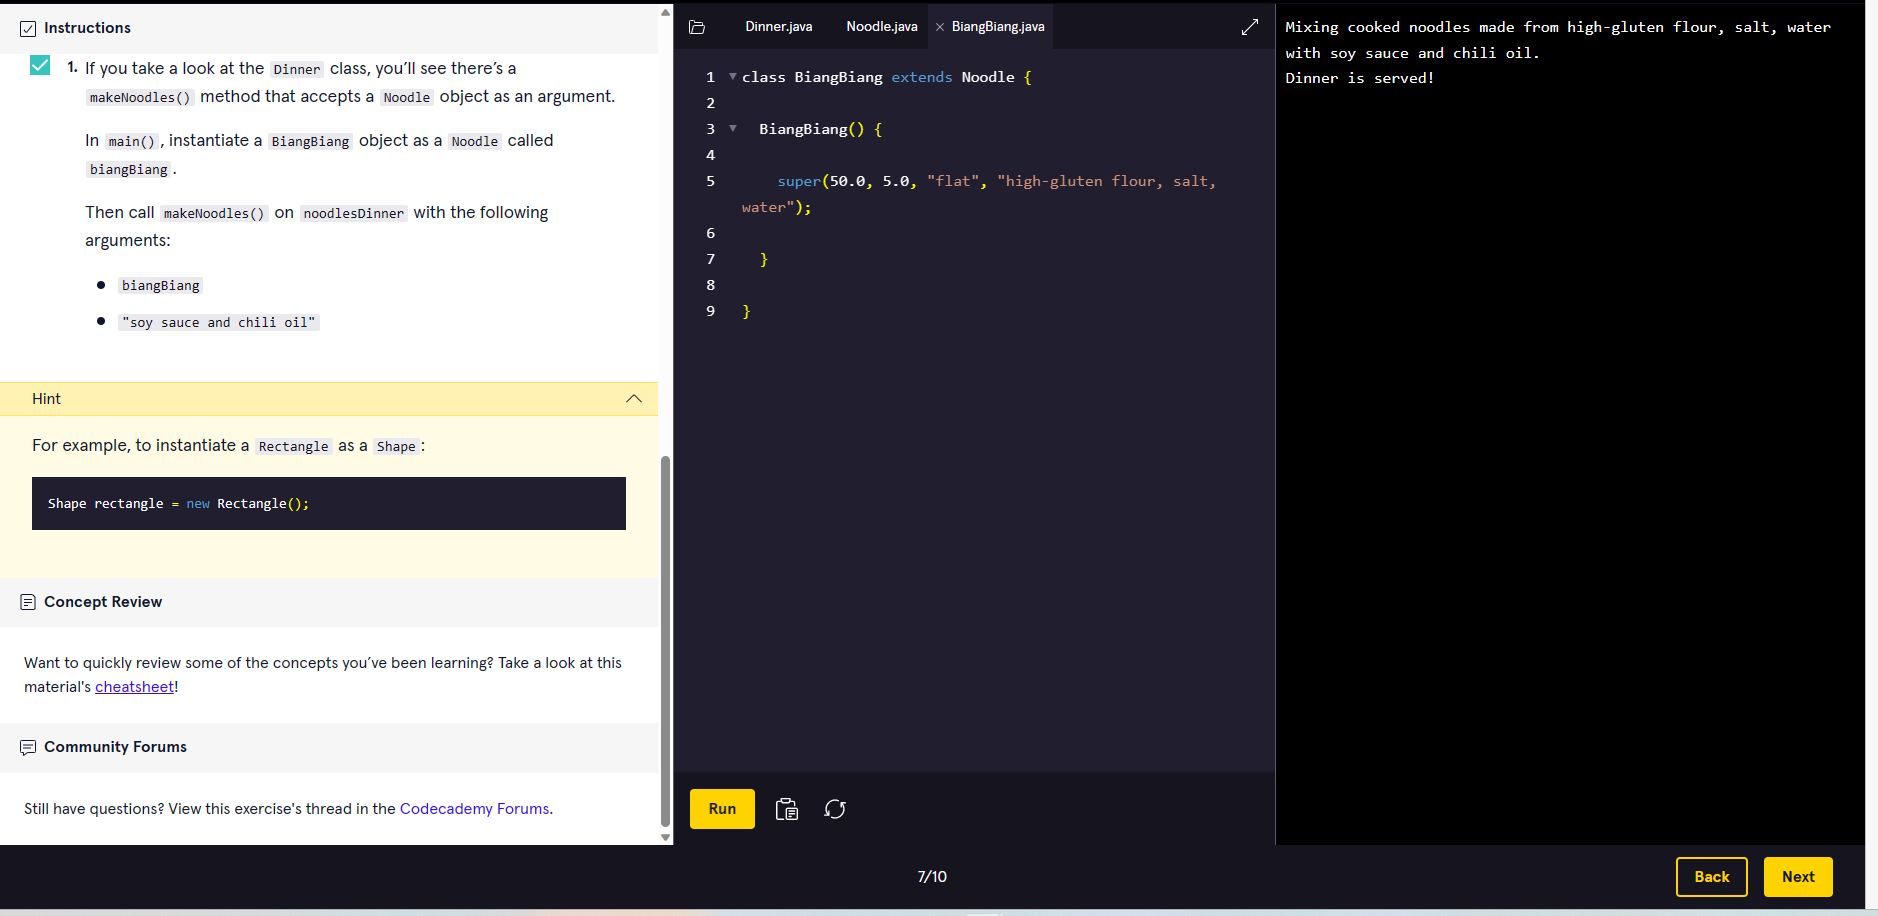 Instructions
1. If you take a look at the Dinner class, you’ll see there’s a
makeNoodles() method that accepts a Noodle object as an argument.
In main(), instantiate a BiangBiang object as a Noodle called
biangBiang.
Then call makeNoodles() on noodlesDinner with the following
arguments:
biangBiang
"soy sauce and chili oil"
Hint
For example, to instantiate a Rectangle as a Shape:
Shape rectangle = new Rectangle();
Concept Review
Want to quickly review some of the concepts you’ve been learning? Take a look at this
material's cheatsheet!
Community Forums
Still have questions? View this exercise's thread in the Codecademy Forums.
Dinner.java Noodle.java BiangBiang.java
1 class BiangBiang extends Noodle {
2
3 BiangBiang() {
4
5 super(50.0, 5.0, "flat", "high-gluten flour, salt,
water");
6
7 }
8
9 }
Run
Mixing cooked noodles made from high-gluten flour, salt, water
with soy sauce and chili oil.
Dinner is served!
7/10
Back Next